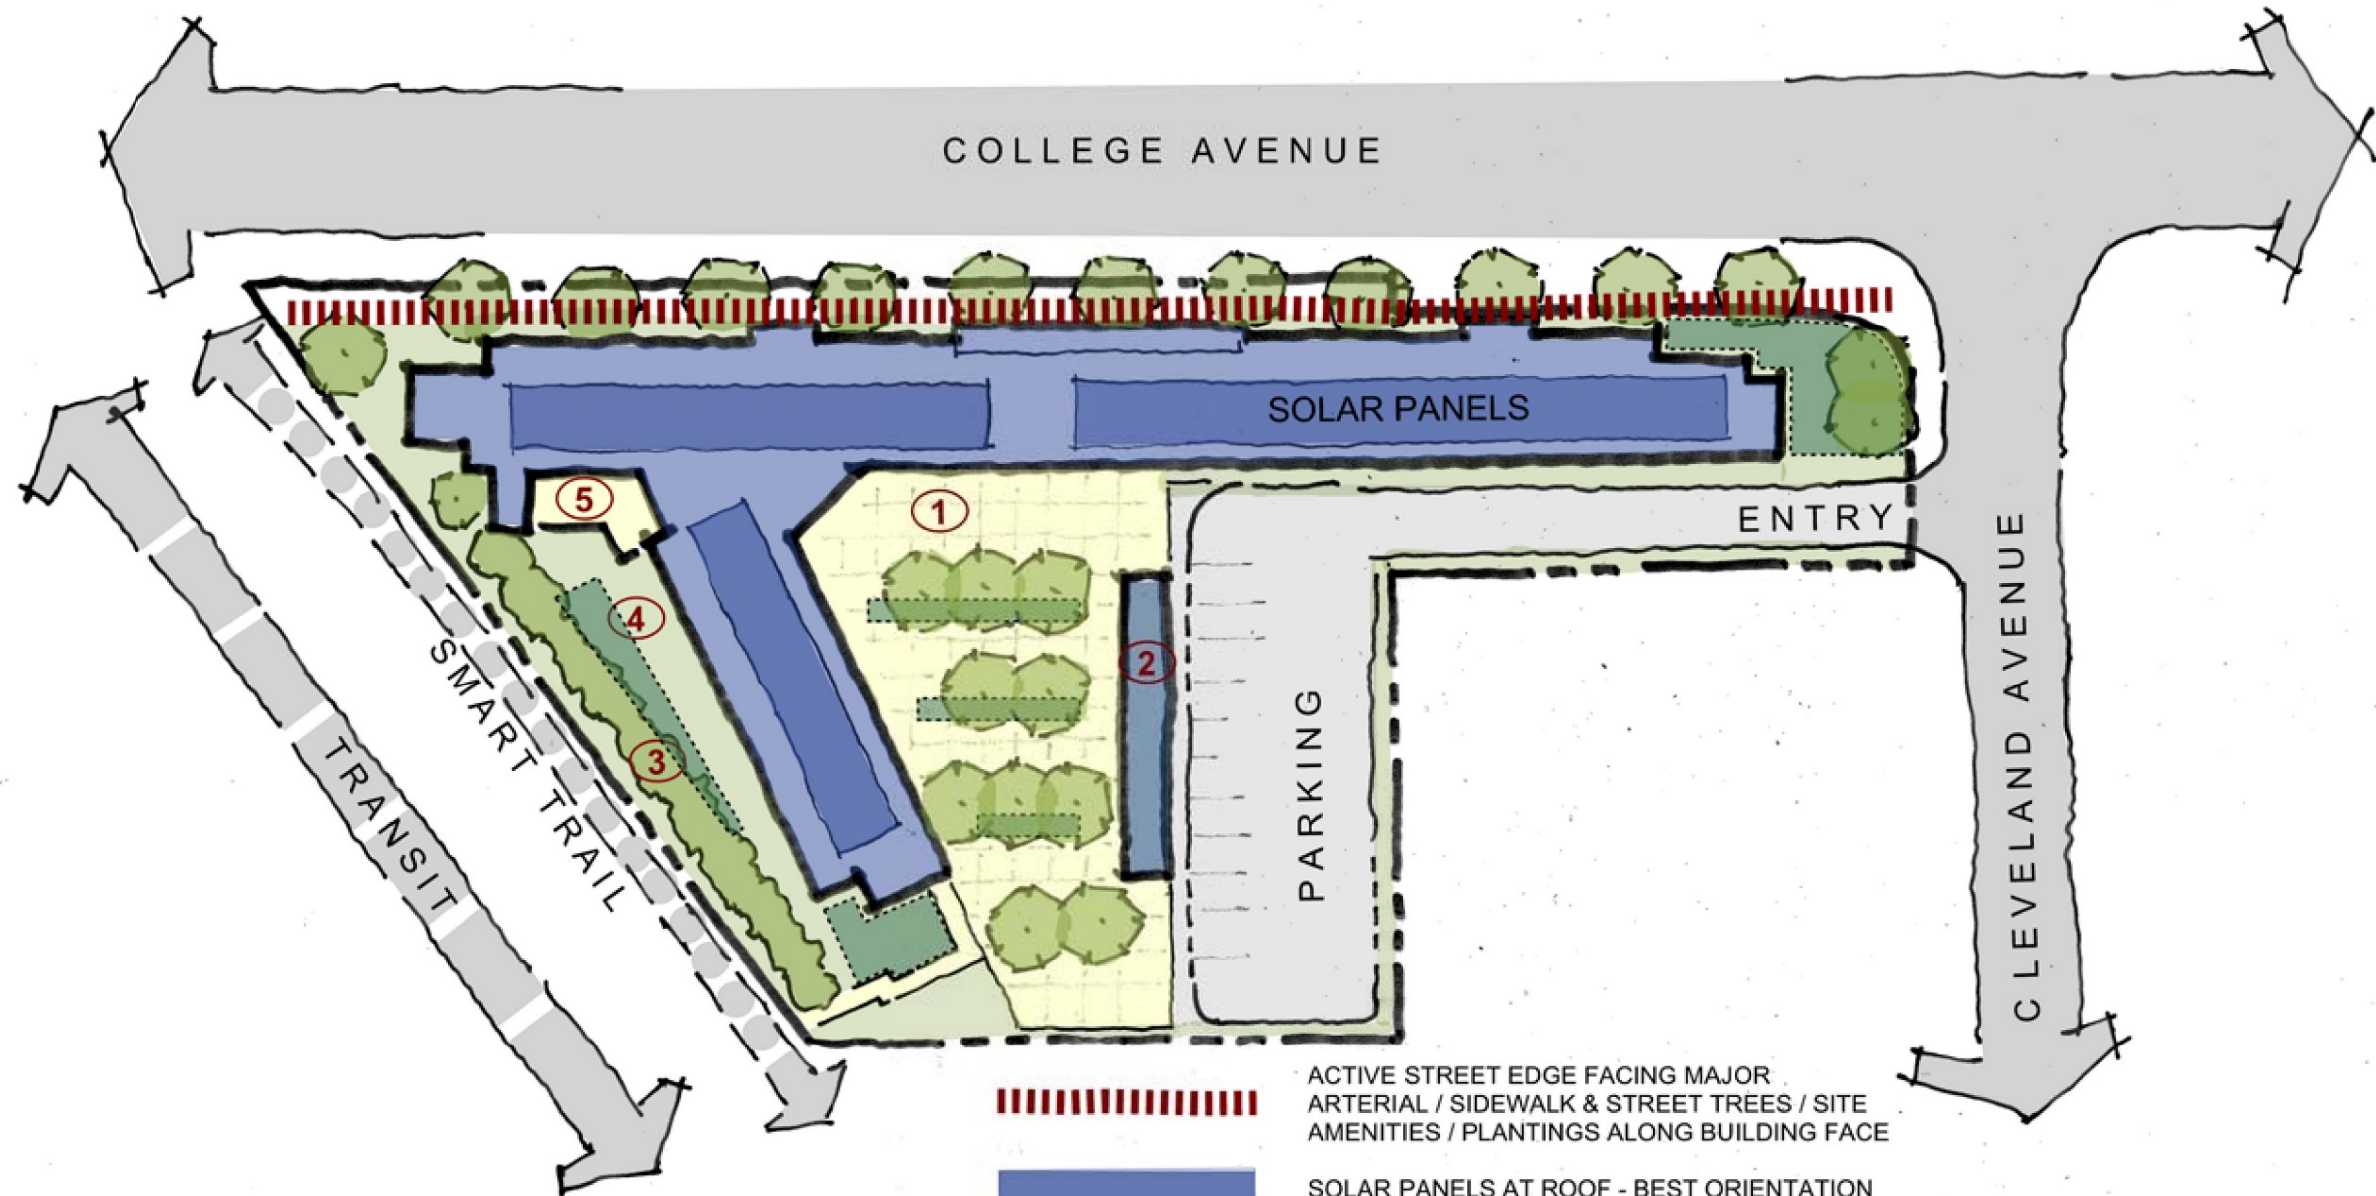 COLLEGE AVENUE
SOLAR PANELS
5
1
ENTRY
4
2
3
SMART TRAIL
TRANSIT
PARKING
CLEVELAND AVENUE
ACTIVE STREET EDGE FACING MAJOR
ARTERIAL / SIDEWALK & STREET TREES / SITE
AMENITIES / PLANTINGS ALONG BUILDING FACE
SOLAR PANELS AT ROOF - BEST ORIENTATION